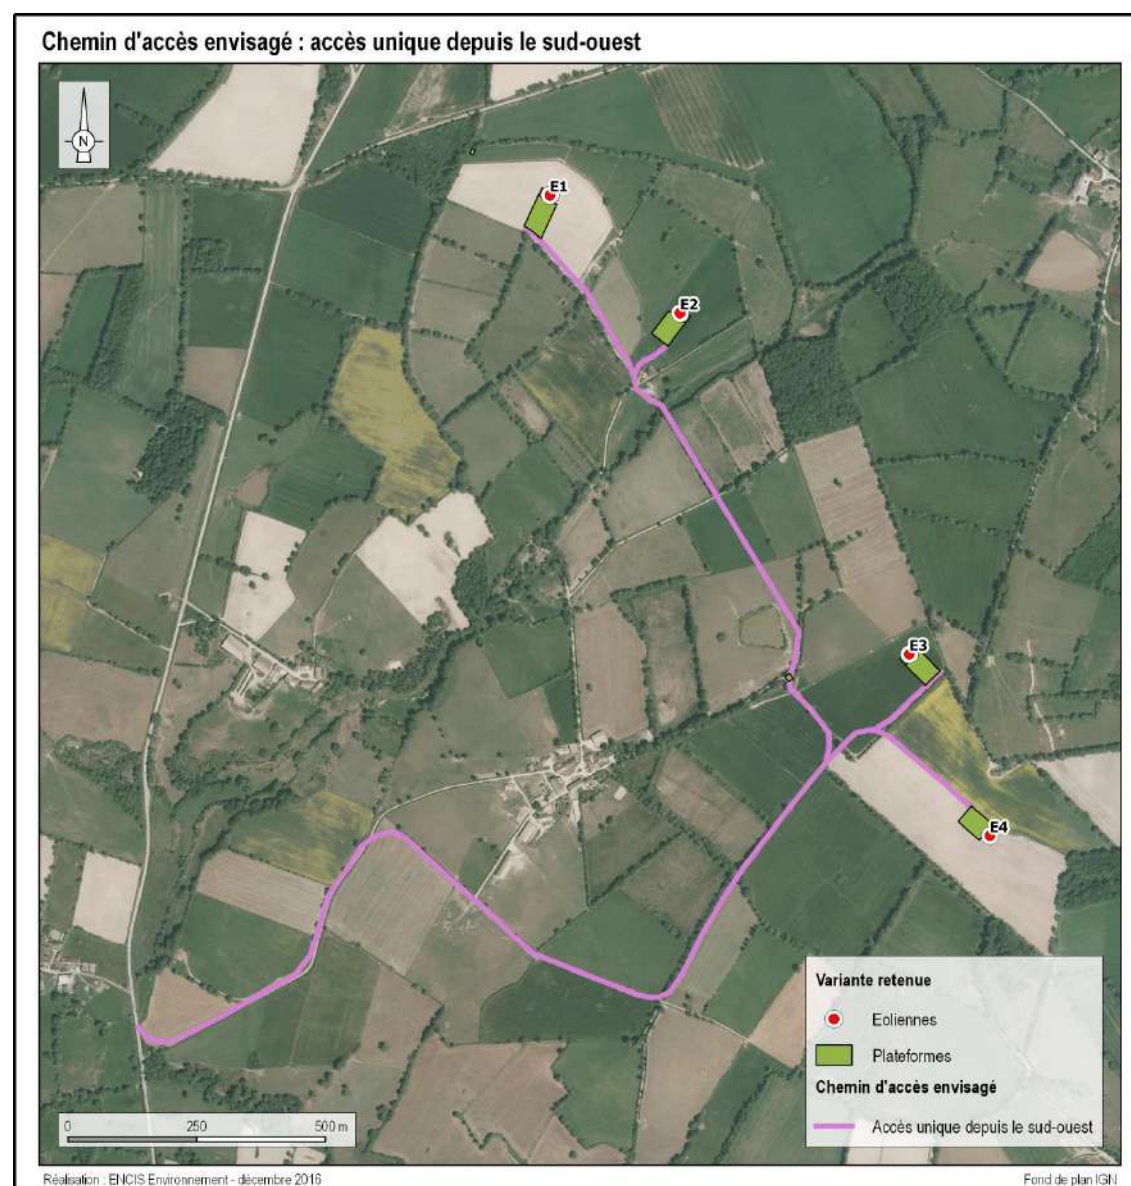 Chemin d'accès envisagé : accès unique depuis le sud-ouest
N
E1
E2
E3
E4
Variante retenue
Eoliennes
Plateformes
Chemin d'accès envisagé
Accès unique depuis le sud-ouest
0 250 500 m
Réalisation : ENCIS Environnement - décembre 2016
Fond de plan IGN